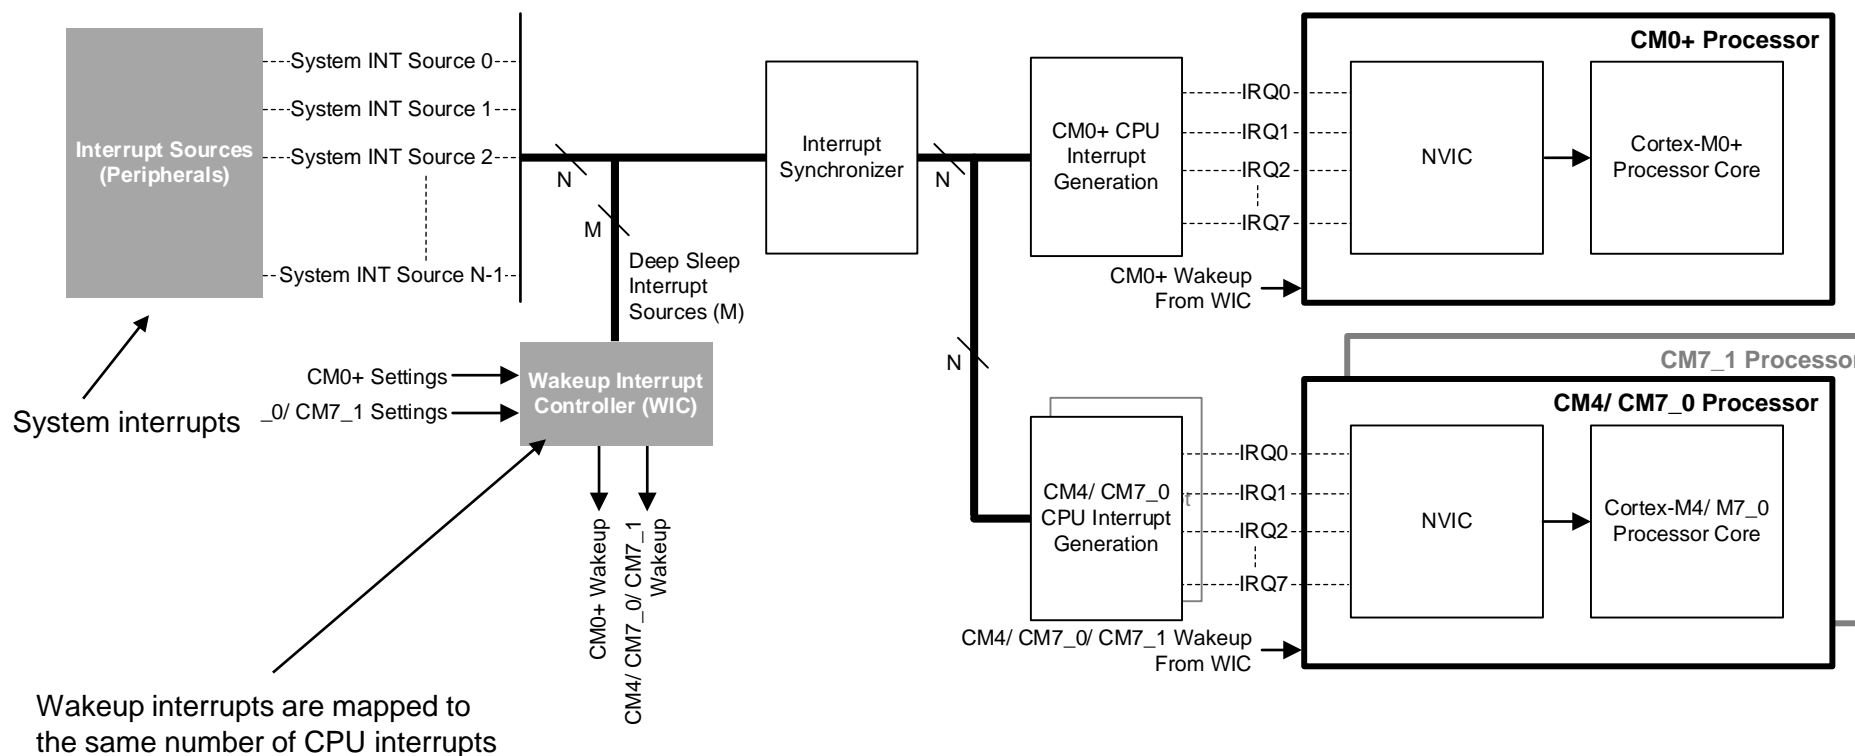 System INT Source 0
System INT Source 1
System INT Source 2
System INT Source N-1
Interrupt Sources
(Peripherals)
N
M
Deep Sleep
Interrupt
Sources (M)
Interrupt
Synchronizer
N
N
CM0+ CPU
Interrupt
Generation
IRQ0
IRQ1
IRQ2
IRQ7
CM0+ Wakeup
From WIC
CM0+ Processor
NVIC
Cortex-M0+
Processor Core
CM0+ Settings
_0/ CM7_1 Settings
Wakeup Interrupt
Controller (WIC)
System interrupts
CM0+ Wakeup
CM4/ CM7_0/ CM7_1
Wakeup
CM7_1 Processor
CM4/ CM7_0 Processor
CM4/ CM7_0
CPU Interrupt
Generation
t
IRQ0
IRQ1
IRQ2
IRQ7
NVIC
Cortex-M4/ M7_0
Processor Core
CM4/ CM7_0/ CM7_1 Wakeup
From WIC
Wakeup interrupts are mapped to
the same number of CPU interrupts